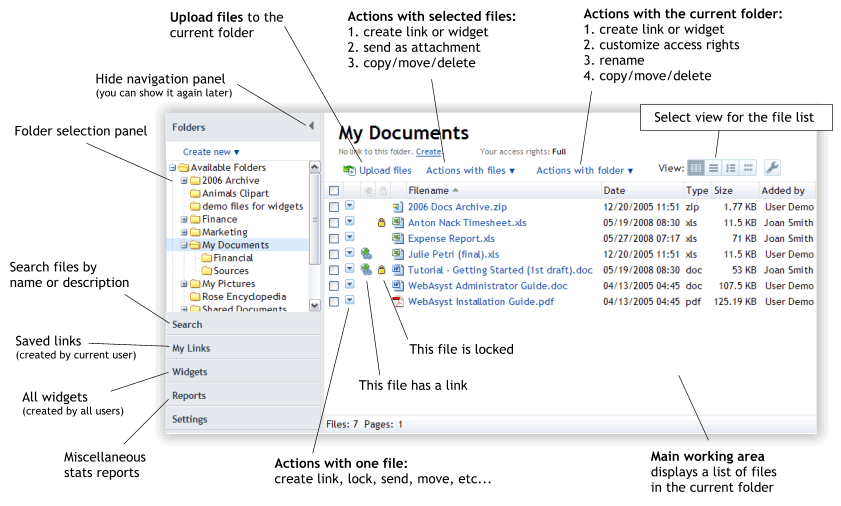 Upload files to the
current folder
Actions with selected files:
1. create link or widget
2. send as attachment
3. copy/move/delete
Actions with the current folder:
1. create link or widget
2. customize access rights
3. rename
4. copy/move/delete
Hide navigation panel
(you can show it again later)
Select view for the file list
Folder selection panel
Folders
My Documents
No link to this folder. Create. Your access rights: Full
Create new ▼
Upload files Actions with files ▼ Actions with folder ▼ View:
Available Folders
2006 Archive
Animals Clipart
demo files for widgets
Finance
Marketing
My Documents
Financial
Sources
My Pictures
Rose Encyclopedia
Shared Documents
Filename Date Type Size Added by
2006 Docs Archive.zip 12/20/2005 11:51 zip 1.77 KB User Demo
Anton Nack Timesheet.xls 05/19/2008 08:30 xls 11.5 KB Joan Smith
Expense Report.xls 05/27/2008 07:17 xls 71 KB Joan Smith
Julie Petri (final).xls 12/20/2005 11:51 xls 11.5 KB User Demo
Tutorial - Getting Started (1st draft).doc 05/19/2008 08:30 doc 53 KB Joan Smith
WebAsyst Administrator Guide.doc 04/13/2005 04:45 doc 107.5 KB User Demo
WebAsyst Installation Guide.pdf 04/13/2005 04:45 pdf 125.19 KB User Demo
Search files by
name or description
Search
My Links
Widgets
Reports
Settings
Saved links
(created by current user)
All widgets
(created by all users)
Miscellaneous
stats reports
This file is locked
This file has a link
Files: 7 Pages: 1
Actions with one file:
create link, lock, send, move, etc...
Main working area
displays a list of files
in the current folder